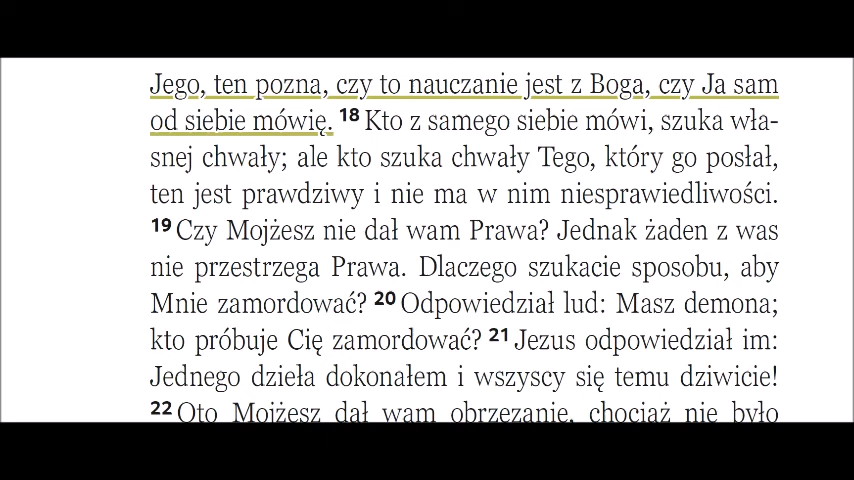 Jego, ten pozna, czy to nauczanie jest z Boga, czy Ja sam
od siebie mówię. 18 Kto z samego siebie mówi, szuka wła-
snej chwały; ale kto szuka chwały Tego, który go posłał,
ten jest prawdziwy i nie ma w nim niesprawiedliwości.
19 Czy Mojżesz nie dał wam Prawa? Jednak żaden z was
nie przestrzega Prawa. Dlaczego szukacie sposobu, aby
Mnie zamordować? 20 Odpowiedział lud: Masz demona;
kto próbuje Cię zamordować? 21 Jezus odpowiedział im:
Jednego dzieła dokonałem i wszyscy się temu dziwicie!
22 Oto Mojżesz dał wam obrzezanie, chociaż nie było